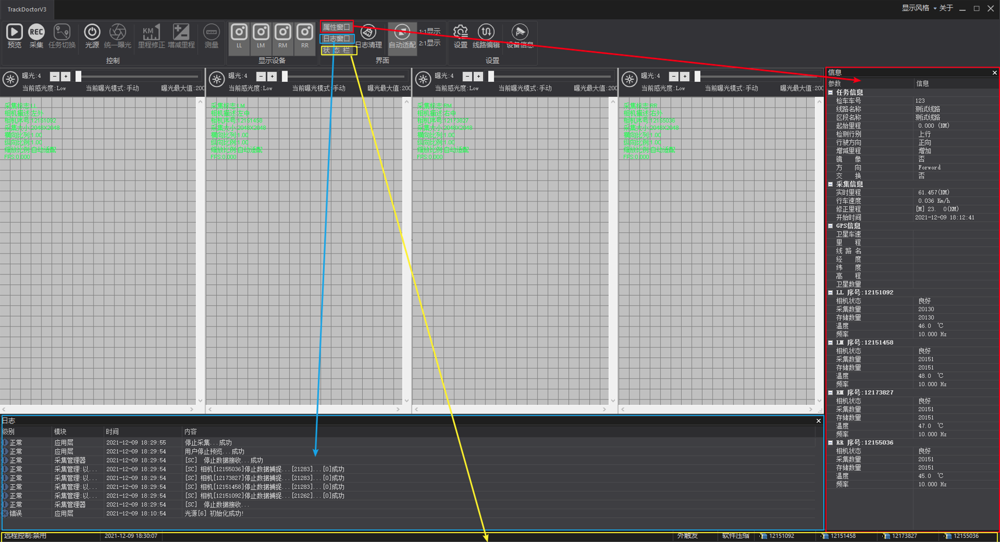 TrackDoctorV3
显示风格 关于
预览
REC
采集
任务切换
光源
统一曝光
KM
里程修正
增减里程
测量
控制
LL
LM
RM
RR
显示设备
属性窗口
日志窗口
状 态 栏
日志清理
自动适配
1:1显示
2:1显示
界面
设置
线路编辑
设备信息
设置
曝光:4
当前感光度:Low 当前曝光模式:手动 曝光最大值:200
曝光:4
当前感光度:Low 当前曝光模式:手动 曝光最大值:200
曝光:4
当前感光度:Low 当前曝光模式:手动 曝光最大值:200
曝光:4
当前感光度:Low 当前曝光模式:手动 曝光最大值:200
采集标志:LL
相机描述:左外
相机序号:12151092
采集大小:2048X2048
横向比例:1.00
纵向比例:1.00
缩放比例:自动适配
FPS:0.000
采集标志:LM
相机描述:左中
相机序号:12151458
采集大小:2048X2048
横向比例:1.00
纵向比例:1.00
缩放比例:自动适配
FPS:0.000
采集标志:RM
相机描述:右中
相机序号:12173827
采集大小:2048X2048
横向比例:1.00
纵向比例:1.00
缩放比例:自动适配
FPS:0.000
采集标志:RR
相机描述:右外
相机序号:12155036
采集大小:2048X2048
横向比例:1.00
纵向比例:1.00
缩放比例:自动适配
FPS:0.000
信息
参数 信息
任务信息
检车车号 123
线路名称 测试线路
区段名称 测试线路
起始里程 0.000 (KM)
检测行别 上行
行驶方向 正向
增减里程 增加
镜 像 否
方 向 Forword
交 换 否
采集信息
实时里程 61.457(KM)
行车速度 0.036 Km/h
修正里程 [M] 23. 0(KM)
开始时间 2021-12-09 18:12:41
GPS信息
卫星车速
里 程
线 路 名
经 度
纬 度
高 程
卫星数量
LL 序号:12151092
相机状态 良好
采集数量 20130
存储数量 20130
温度 46.0 ℃
频率 10.000 Hz
LM 序号:12151458
相机状态 良好
采集数量 20151
存储数量 20151
温度 48.0 ℃
频率 10.000 Hz
RM 序号:12173827
相机状态 良好
采集数量 20151
存储数量 20151
温度 47.0 ℃
频率 10.000 Hz
RR 序号:12155036
相机状态 良好
采集数量 20151
存储数量 20151
温度 45.0 ℃
频率 10.000 Hz
日志
级别 模块 时间 内容
正常 应用层 2021-12-09 18:29:55 停止采集...成功
正常 应用层 2021-12-09 18:29:54 用户停止预览...成功
正常 采集管理器 2021-12-09 18:29:54 [SC] 停止数据接收...成功
正常 采集管理:以... 2021-12-09 18:29:54 [SC] 相机[12155036]停止数据捕捉...[21283]...[0]成功
正常 采集管理:以... 2021-12-09 18:29:54 [SC] 相机[12173827]停止数据捕捉...[21283]...[0]成功
正常 采集管理:以... 2021-12-09 18:29:54 [SC] 相机[12151458]停止数据捕捉...[21283]...[0]成功
正常 采集管理:以... 2021-12-09 18:29:54 [SC] 相机[12151092]停止数据捕捉...[21262]...[0]成功
正常 采集管理器 2021-12-09 18:29:54 [SC] 停止数据接收...
错误 应用层 2021-12-09 18:10:54 光源[6] 初始化成功!
远程控制:禁用 2021-12-09 18:30:07 外触发 软件压缩 12151092 12151458 12173827 12155036